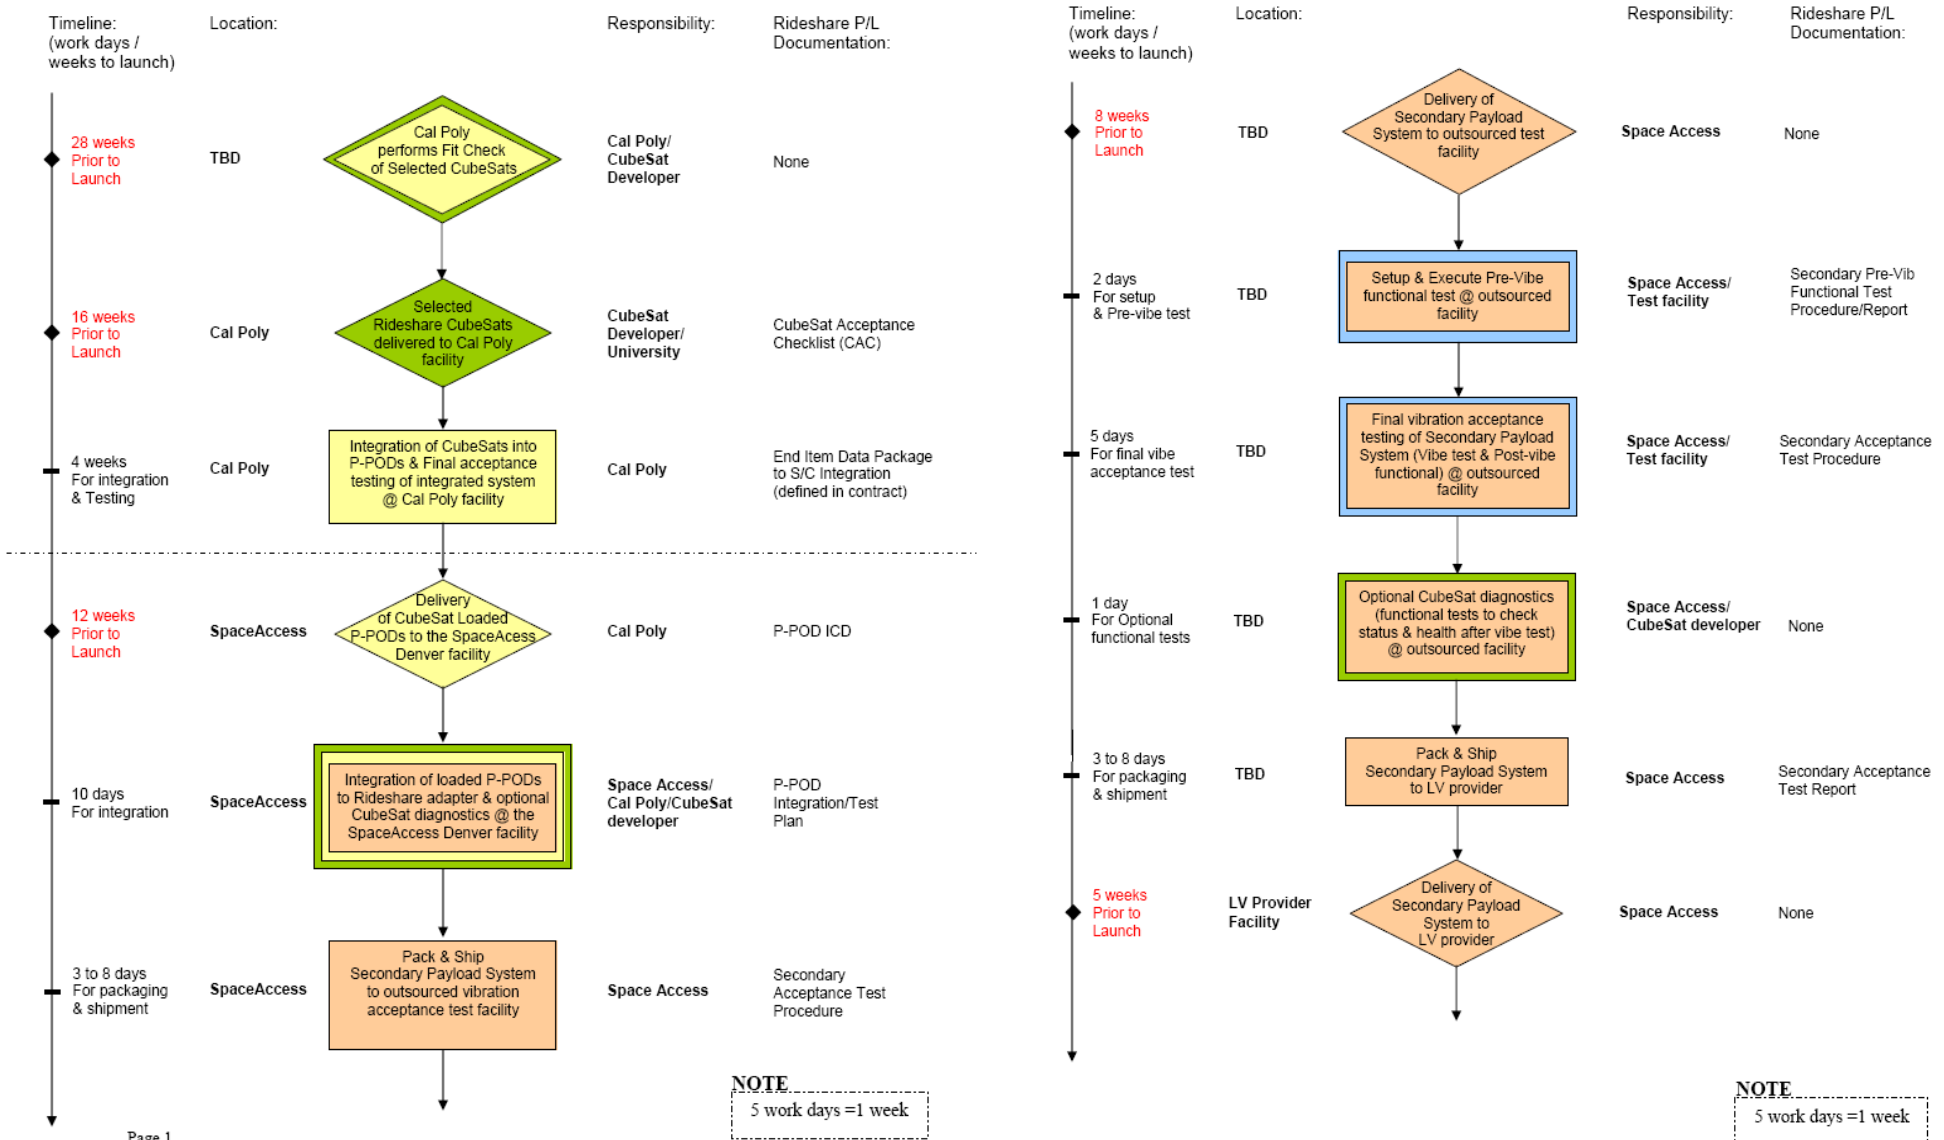 Timeline:
(work days /
weeks to launch)
Location:
Responsibility:
Rideshare P/L
Documentation:
28 weeks
Prior to
Launch
TBD
Cal Poly
performs Fit Check
of Selected CubeSats
Cal Poly/
CubeSat
Developer
None
16 weeks
Prior to
Launch
Cal Poly
Selected
Rideshare CubeSats
delivered to Cal Poly
facility
CubeSat
Developer/
University
CubeSat Acceptance
Checklist (CAC)
4 weeks
For integration
& Testing
Cal Poly
Integration of CubeSats into
P-PODs & Final acceptance
testing of integrated system
@ Cal Poly facility
Cal Poly
End Item Data Package
to S/C Integration
(defined in contract)
12 weeks
Prior to
Launch
SpaceAccess
Delivery
of CubeSat Loaded
P-PODs to the SpaceAcess
Denver facility
Cal Poly
P-POD ICD
10 days
For integration
SpaceAccess
Integration of loaded P-PODs
to Rideshare adapter & optional
CubeSat diagnostics @ the
SpaceAccess Denver facility
Space Access/
Cal Poly/CubeSat
developer
P-POD
Integration/Test
Plan
3 to 8 days
For packaging
& shipment
SpaceAccess
Pack & Ship
Secondary Payload System
to outsourced vibration
acceptance test facility
Space Access
Secondary
Acceptance Test
Procedure
NOTE
5 work days =1 week
Page 1
Timeline:
(work days /
weeks to launch)
Location:
Responsibility:
Rideshare P/L
Documentation:
8 weeks
Prior to
Launch
TBD
Delivery of
Secondary Payload
System to outsourced test
facility
Space Access
None
2 days
For setup
& Pre-vibe test
TBD
Setup & Execute Pre-Vibe
functional test @ outsourced
facility
Space Access/
Test facility
Secondary Pre-Vib
Functional Test
Procedure/Report
5 days
For final vibe
acceptance test
TBD
Final vibration acceptance
testing of Secondary Payload
System (Vibe test & Post-vibe
functional) @ outsourced
facility
Space Access/
Test facility
Secondary Acceptance
Test Procedure
1 day
For Optional
functional tests
TBD
Optional CubeSat diagnostics
(functional tests to check
status & health after vibe test)
@ outsourced facility
Space Access/
CubeSat developer
None
3 to 8 days
For packaging
& shipment
TBD
Pack & Ship
Secondary Payload System
to LV provider
Space Access
Secondary Acceptance
Test Report
5 weeks
Prior to
Launch
LV Provider
Facility
Delivery of
Secondary Payload
System to
LV provider
Space Access
None
NOTE
5 work days =1 week